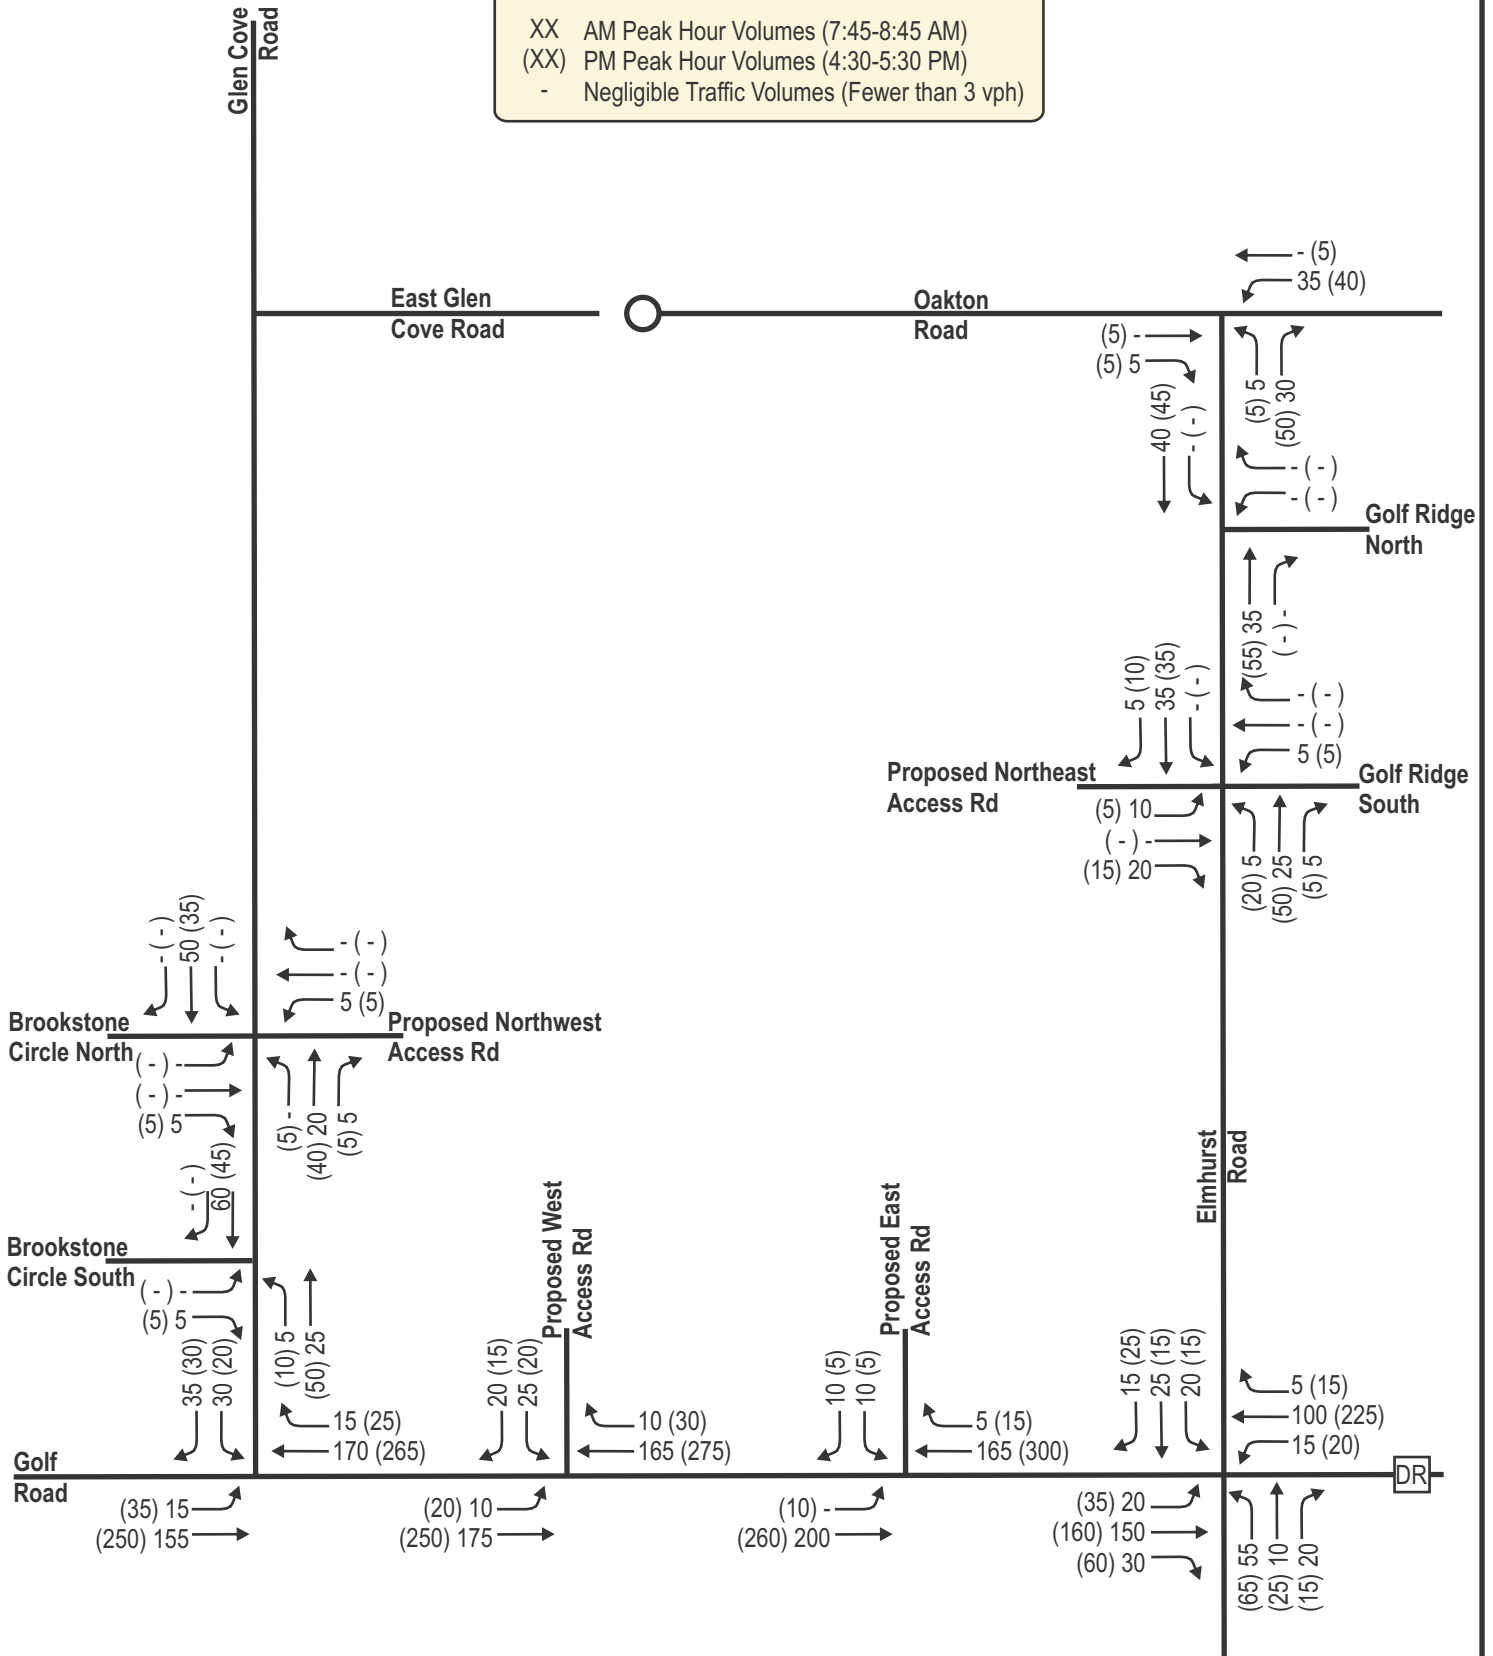 Glen Cove
Road
XX AM Peak Hour Volumes (7:45-8:45 AM)
(XX) PM Peak Hour Volumes (4:30-5:30 PM)
- Negligible Traffic Volumes (Fewer than 3 vph)
East Glen
Cove Road
Oakton
Road
- (5)
35 (40)
(5) -
(5) 5
(5) 5
(50) 30
40 (45)
- ( - )
- ( - )
- ( - )
Golf Ridge
North
(55) 35
( - ) -
5 (10)
35 (35)
- ( - )
- ( - )
- ( - )
5 (5)
Proposed Northeast
Access Rd
Golf Ridge
South
(5) 10
( - ) -
(15) 20
(20) 5
(50) 25
(5) 5
- ( - )
50 (35)
- ( - )
- ( - )
- ( - )
5 (5)
Brookstone
Circle North
Proposed Northwest
Access Rd
( - ) -
( - ) -
(5) 5
(5) -
(40) 20
(5) 5
- ( - )
60 (45)
Brookstone
Circle South
( - ) -
(5) 5
(10) 5
(50) 25
Proposed West
Access Rd
Proposed East
Access Rd
Elmhurst
Road
35 (30)
30 (20)
15 (25)
170 (265)
20 (15)
25 (20)
10 (30)
165 (275)
10 (5)
10 (5)
5 (15)
165 (300)
15 (25)
25 (15)
20 (15)
5 (15)
100 (225)
15 (20)
Golf
Road
DR
(35) 15
(250) 155
(20) 10
(250) 175
(10) -
(260) 200
(35) 20
(160) 150
(60) 30
(65) 55
(25) 10
(15) 20